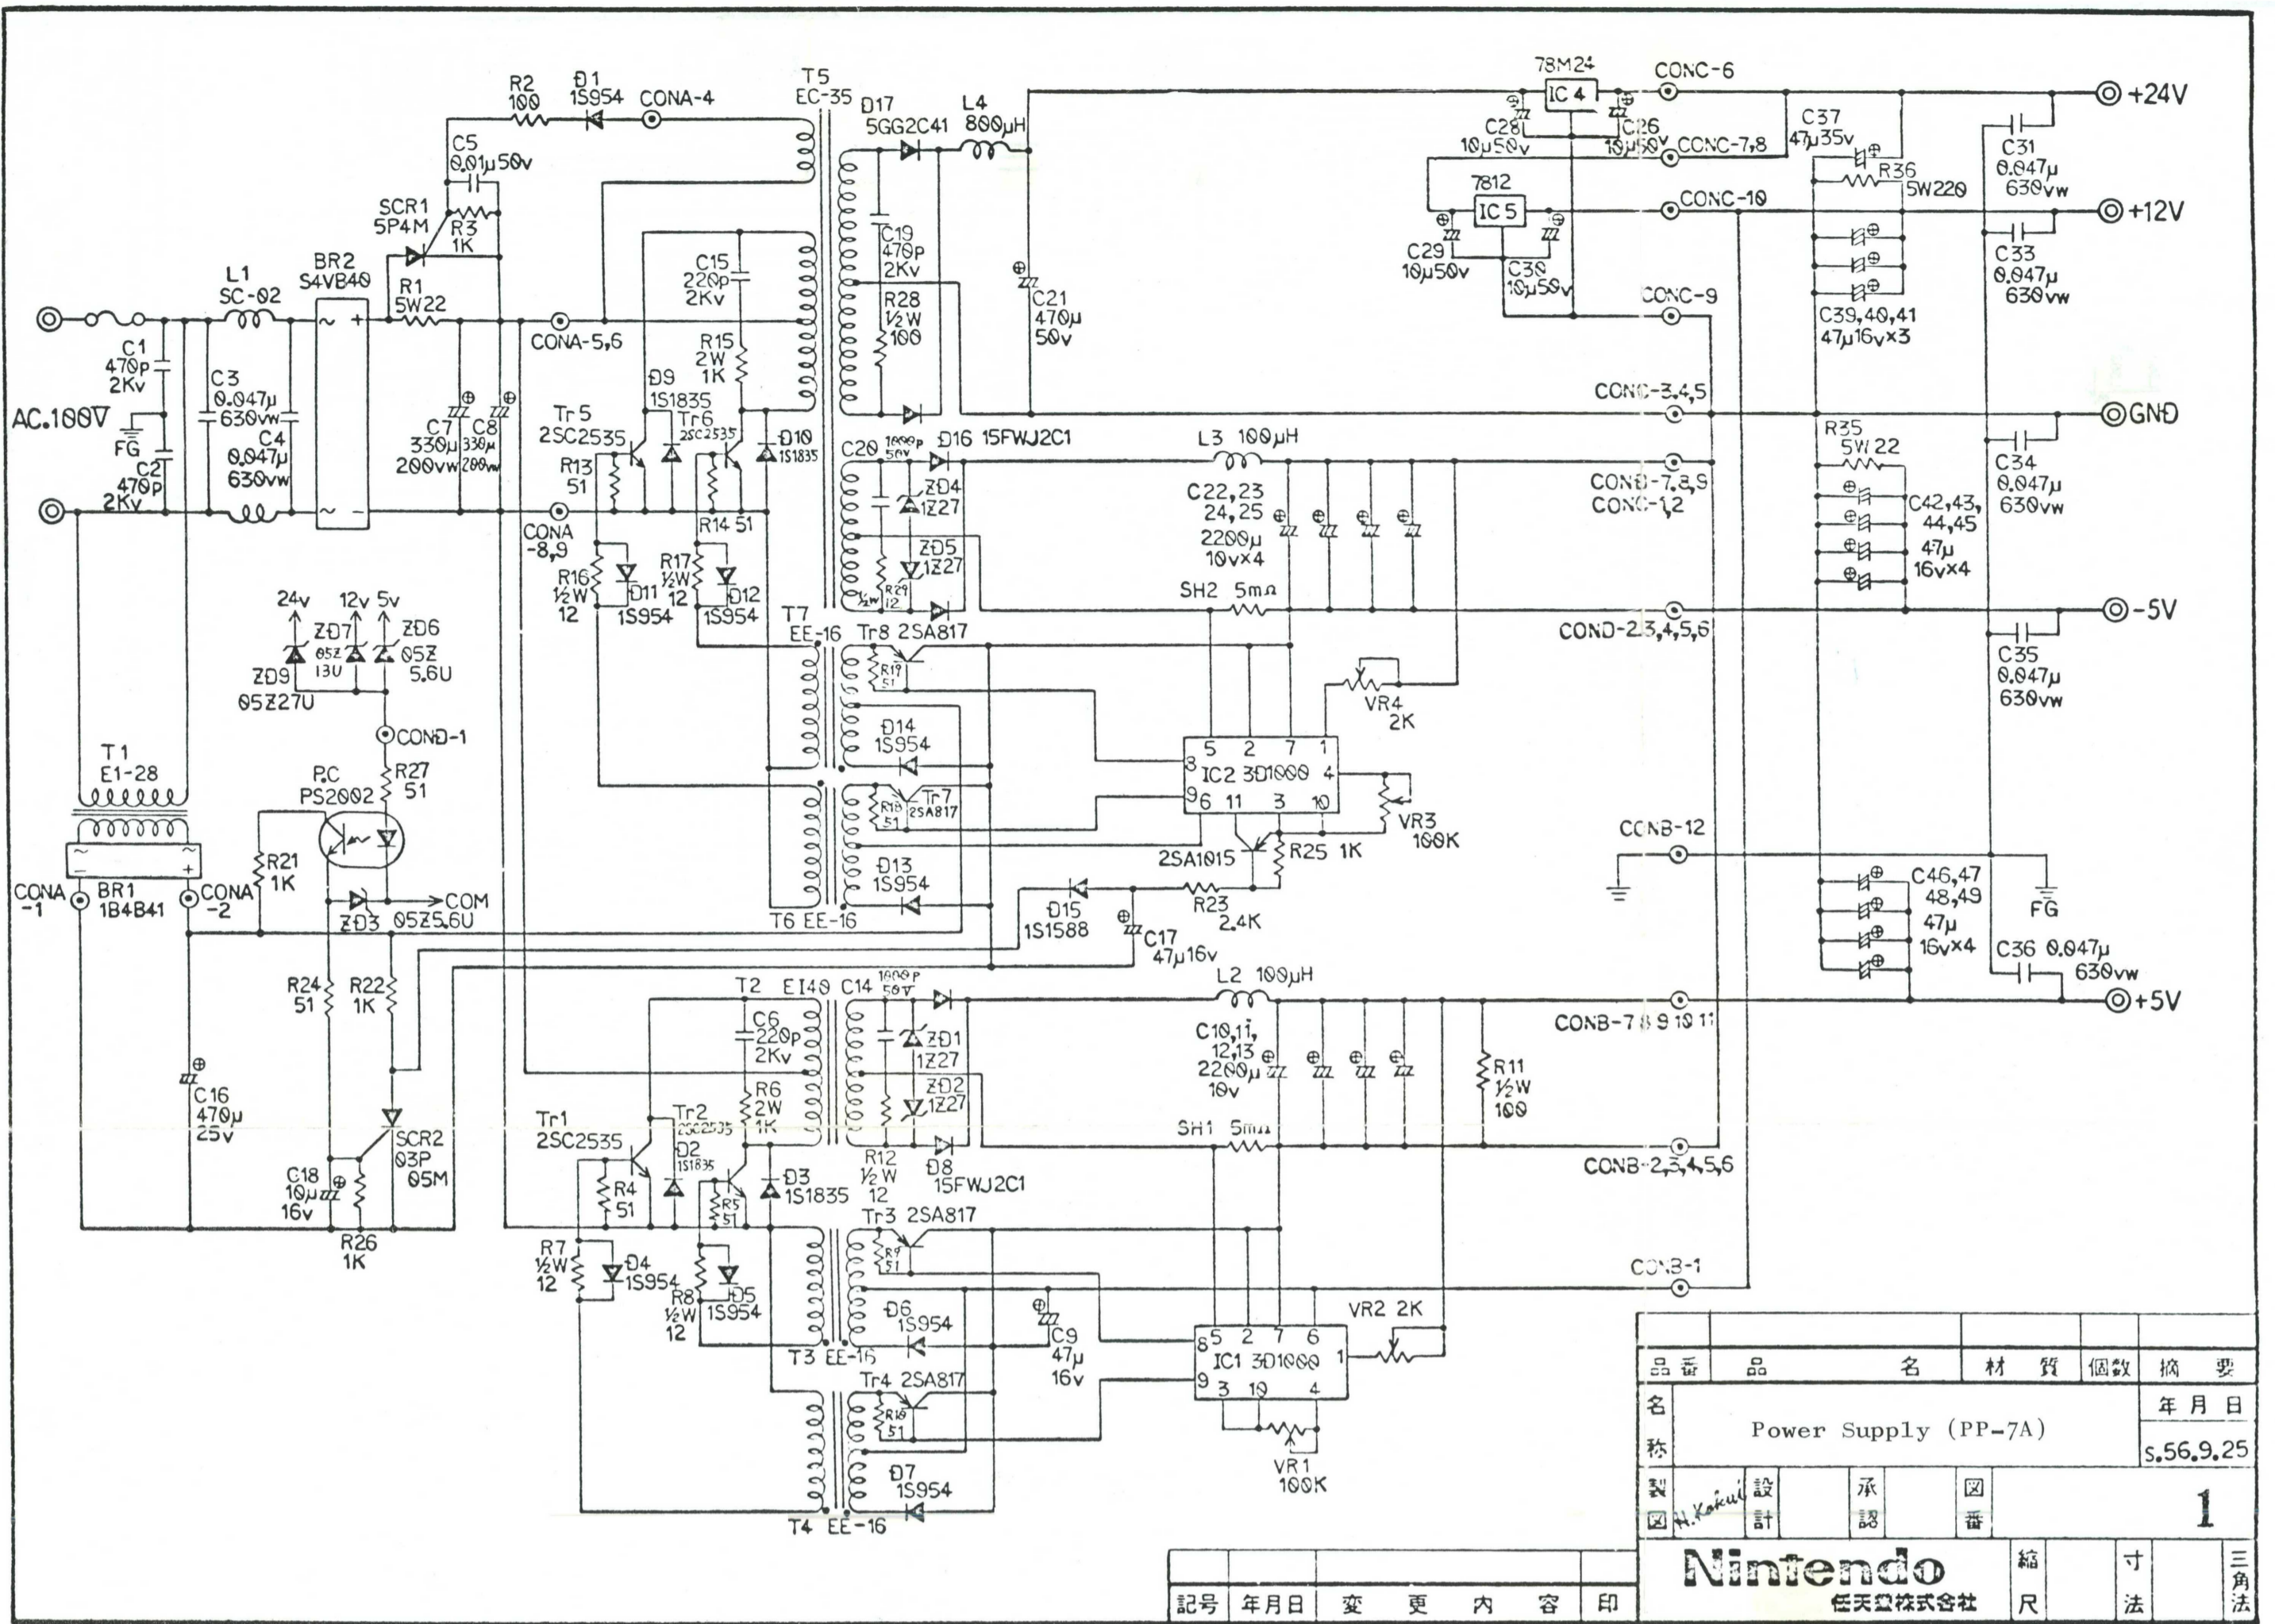 T5
EC-35
R2
100
D1
1S954
CONA-4
D17
5GG2C41
L4
800μH
78M24
IC4
CONC-6
+24V
C5
0.01μ50v
C28
10μ50v
C26
10μ50v
CONC-7,8
C37
47μ35v
R36
5W220
C31
0.047μ
630vw
SCR1
5P4M
R3
1K
7812
IC5
CONC-10
+12V
C19
470p
2Kv
C15
220p
2Kv
C29
10μ50v
C30
10μ50v
C33
0.047μ
630vw
L1
SC-02
BR2
S4VB40
R1
5W22
~
+
~
−
CONA-5,6
R28
½W
100
C21
470μ
50v
CONC-9
C39,40,41
47μ16v×3
C1
470p
2Kv
C3
0.047μ
630vw
R15
2W
1K
D9
1S1835
AC.100V
FG
C2
470p
2Kv
C4
0.047μ
630vw
C7
330μ
200vw
C8
330μ
200vw
Tr5
2SC2535
Tr6
2SC2535
D10
1S1835
CONC-3,4,5
GND
R13
51
R14 51
C20
1000p
50v
D16 15FWJ2C1
L3 100μH
R35
5W22
ZD4
1Z27
C22,23
24,25
2200μ
10v×4
COND-7,8,9
CONC-1,2
C34
0.047μ
630vw
C42,43,
44,45
47μ
16v×4
CONA
-8,9
R16
½W
12
D11
1S954
R17
½W
12
D12
1S954
ZD5
1Z27
R29
½W
12
SH2 5mΩ
COND-2,3,4,5,6
-5V
24v
12v
5v
ZD7
05Z
13U
ZD6
05Z
5.6U
ZD9
05Z27U
T7
EE-16
Tr8 2SA817
R19
51
C35
0.047μ
630vw
COND-1
VR4
2K
D14
1S954
T1
E1-28
P.C
PS2002
R27
51
5 2 7 1
8
IC2 3D1000 4
9
6 11 3 10
R18
51
Tr7
2SA817
VR3
100K
CONB-12
~ ~
− +
R21
1K
2SA1015
R25 1K
CONA
-1
BR1
1B4B41
CONA
-2
COM
ZD3
05Z5.6U
D13
1S954
T6 EE-16
D15
1S1588
R23
2.4K
C17
47μ16v
C46,47
48,49
47μ
16v×4
FG
C36 0.047μ
630vw
R24
51
R22
1K
T2
EI40
C14
1000p
50V
L2 100μH
+5V
CONB-7 8 9 10 11
C6
220p
2Kv
ZD1
1Z27
C10,11,
12,13
2200μ
10v
C16
470μ
25v
R6
2W
1K
ZD2
1Z27
R11
½W
100
Tr1
2SC2535
Tr2
2SC2535
SCR2
03P
05M
SH1 5mΩ
D2
1S1835
R12
½W
12
D8
15FWJ2C1
CONB-2,3,4,5,6
C18
10μ
16v
R4
51
R5
51
D3
1S1835
R26
1K
Tr3 2SA817
R9
51
R7
½W
12
D4
1S954
R8
½W
12
D5
1S954
CONB-1
D6
1S954
C9
47μ
16v
VR2 2K
T3 EE-16
5 2 7 6
8
IC1 3D1000 1
9
3 10 4
Tr4 2SA817
R10
51
VR1
100K
D7
1S954
T4 EE-16
品番 品名 材質 個数 摘要
名称
Power Supply (PP-7A)
年月日
S.56.9.25
製図
H. Kakui
設計
承認
図番
1
Nintendo
任天堂株式会社
縮尺
寸法
三角法
記号 年月日 変更内容 印